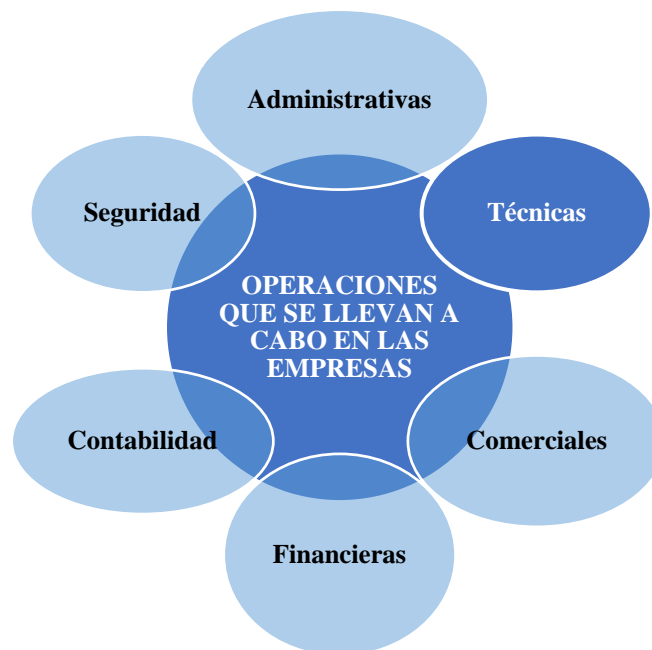 Administrativas
Seguridad
Técnicas
OPERACIONES
QUE SE LLEVAN A
CABO EN LAS
EMPRESAS
Contabilidad
Comerciales
Financieras